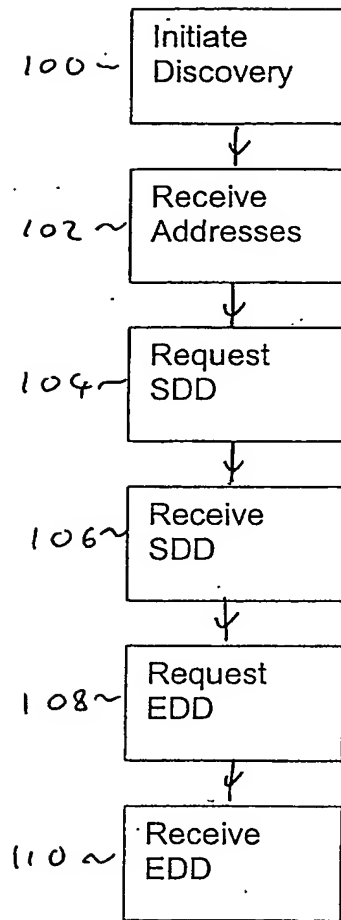 Initiate
100 ~ Discovery
Receive
102 ~ Addresses
Request
104 ~ SDD
Receive
106 ~ SDD
Request
108 ~ EDD
Receive
110 ~ EDD